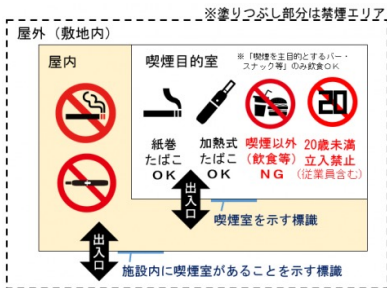 ※塗りつぶし部分は禁煙エリア
屋外（敷地内）
屋内
喫煙目的室
※「喫煙を主目的とするバー・
スナック等」のみ飲食ＯＫ
20
紙巻
たばこ
ＯＫ
加熱式
たばこ
ＯＫ
喫煙以外
（飲食等）
ＮＧ
20歳未満
立入禁止
（従業員含む）
出入口
喫煙室を示す標識
出入口
施設内に喫煙室があることを示す標識